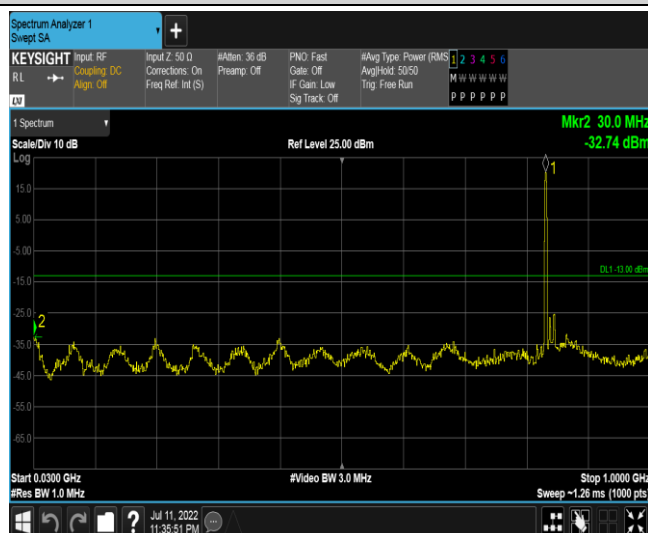 Spectrum Analyzer 1
Swept SA
+
KEYSIGHT Input: RF Input Z: 50 Ω #Atten: 36 dB PNO: Fast #Avg Type: Power (RMS 1 2 3 4 5 6
RL Coupling: DC Corrections: On Preamp: Off Gate: Off Avg|Hold: 50/50 M W W W W W
Align: Off Freq Ref: Int (S) IF Gain: Low Trig: Free Run P P P P P P
LXI Sig Track: Off
1 Spectrum Mkr2 30.0 MHz
Scale/Div 10 dB Ref Level 25.00 dBm -32.74 dBm
Log
1
15.0
5.00
-5.00
DL1 -13.00 dBm
-15.0
-25.0
2
-35.0
-45.0
-55.0
-65.0
Start 0.0300 GHz #Video BW 3.0 MHz Stop 1.0000 GHz
#Res BW 1.0 MHz Sweep ~1.26 ms (1000 pts)
? Jul 11, 2022
11:35:51 PM